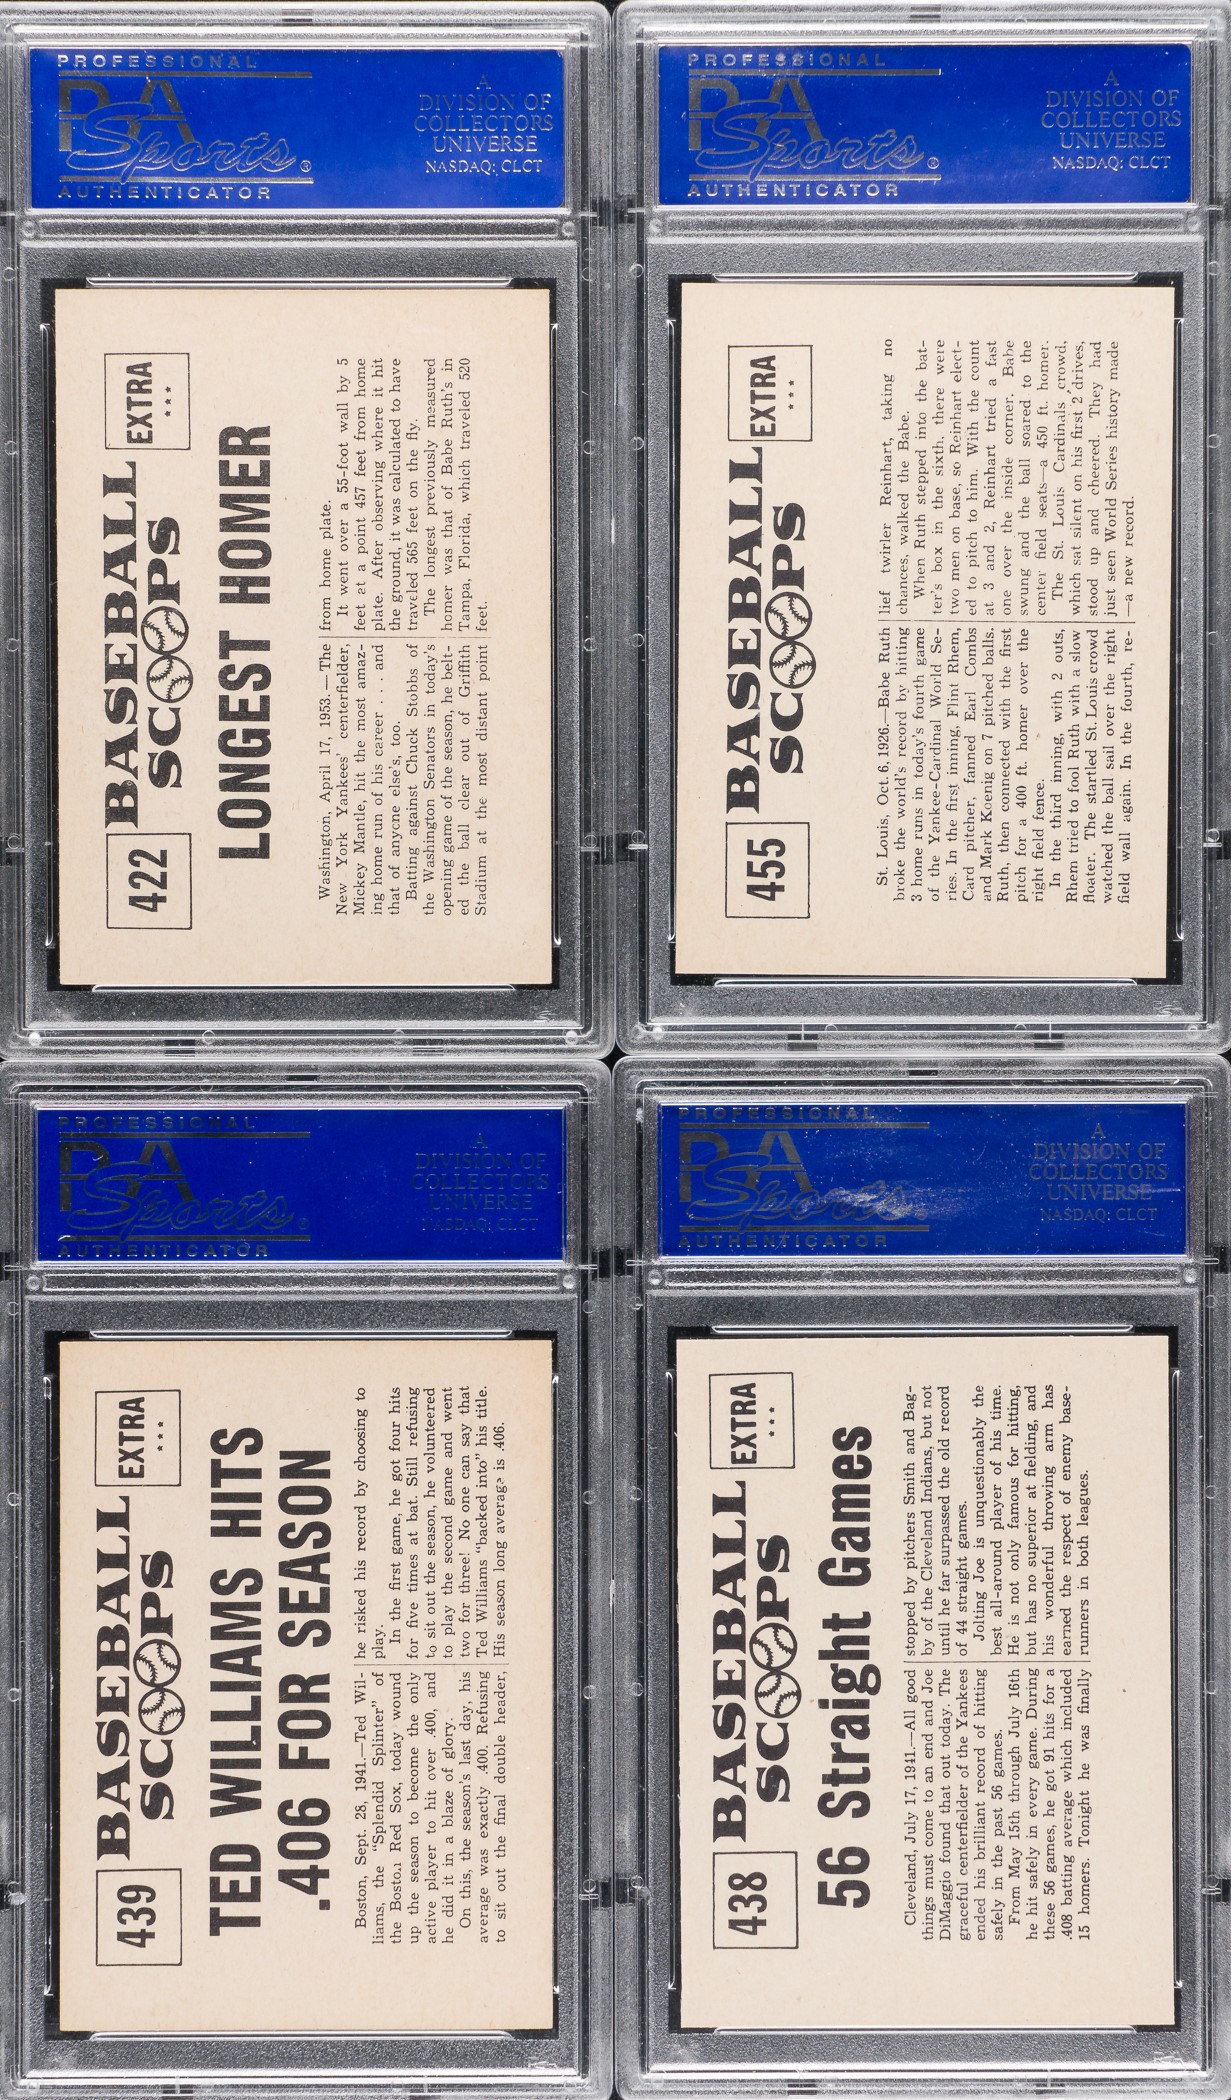 PROFESSIONAL
PSA
Sports®
AUTHENTICATOR
A
DIVISION OF
COLLECTORS
UNIVERSE
NASDAQ: CLCT
422
BASEBALL
SCOOPS
EXTRA
***
LONGEST HOMER
Washington, April 17, 1953.—The
New York Yankees' centerfielder,
Mickey Mantle, hit the most amaz-
ing home run of his career . . . and
that of anyone else's, too.
Batting against Chuck Stobbs of
the Washington Senators in today's
opening game of the season, he belt-
ed the ball clear out of Griffith
Stadium at the most distant point
from home plate.
It went over a 55-foot wall by 5
feet at a point 457 feet from home
plate. After observing where it hit
the ground, it was calculated to have
traveled 565 feet on the fly.
The longest previously measured
homer was that of Babe Ruth's in
Tampa, Florida, which traveled 520
feet.
PROFESSIONAL
PSA
Sports®
AUTHENTICATOR
A
DIVISION OF
COLLECTORS
UNIVERSE
NASDAQ: CLCT
455
BASEBALL
SCOOPS
EXTRA
***
St. Louis, Oct. 6, 1926.—Babe Ruth
broke the world's record by hitting
3 home runs in today's fourth game
of the Yankee-Cardinal World Se-
ries. In the first inning, Flint Rhem,
Card pitcher, fanned Earl Combs
and Mark Koenig on 7 pitched balls.
Ruth, then connected with the first
pitch for a 400 ft. homer over the
right field fence.
In the third inning, with 2 outs,
Rhem tried to fool Ruth with a slow
floater. The startled St. Louis crowd
watched the ball sail over the right
field wall again. In the fourth, re-
lief twirler Reinhart, taking no
chances, walked the Babe.
When Ruth stepped into the bat-
ter's box in the sixth, there were
two men on base, so Reinhart elect-
ed to pitch to him. With the count
at 3 and 2, Reinhart tried a fast
one over the inside corner. Babe
swung and the ball soared to the
center field seats—a 450 ft. homer.
The St. Louis Cardinals crowd,
which sat silent on his first 2 drives,
stood up and cheered. They had
just seen World Series history made
—a new record.
PROFESSIONAL
PSA
Sports®
AUTHENTICATOR
A
DIVISION OF
COLLECTORS
UNIVERSE
NASDAQ: CLCT
439
BASEBALL
SCOOPS
EXTRA
***
TED WILLIAMS HITS
.406 FOR SEASON
Boston, Sept. 28, 1941.—Ted Wil-
liams, the "Splendid Splinter" of
the Boston Red Sox, today wound
up the season to become the only
active player to hit over .400, and
he did it in a blaze of glory.
On this, the season's last day, his
average was exactly .400. Refusing
to sit out the final double header,
he risked his record by choosing to
play.
In the first game, he got four hits
for five times at bat. Still refusing
to sit out the season, he volunteered
to play the second game and went
two for three! No one can say that
Ted Williams "backed into" his title.
His season long average is .406.
PROFESSIONAL
PSA
Sports®
AUTHENTICATOR
A
DIVISION OF
COLLECTORS
UNIVERSE
NASDAQ: CLCT
438
BASEBALL
SCOOPS
EXTRA
***
56 Straight Games
Cleveland, July 17, 1941.—All good
things must come to an end and Joe
DiMaggio found that out today. The
graceful centerfielder of the Yankees
ended his brilliant record of hitting
safely in the past 56 games.
From May 15th through July 16th
he hit safely in every game. During
these 56 games, he got 91 hits for a
.408 batting average which included
15 homers. Tonight he was finally
stopped by pitchers Smith and Bag-
by of the Cleveland Indians, but not
until he far surpassed the old record
of 44 straight games.
Jolting Joe is unquestionably the
best all-around player of his time.
He is not only famous for hitting,
but has no superior at fielding, and
his wonderful throwing arm has
earned the respect of enemy base-
runners in both leagues.